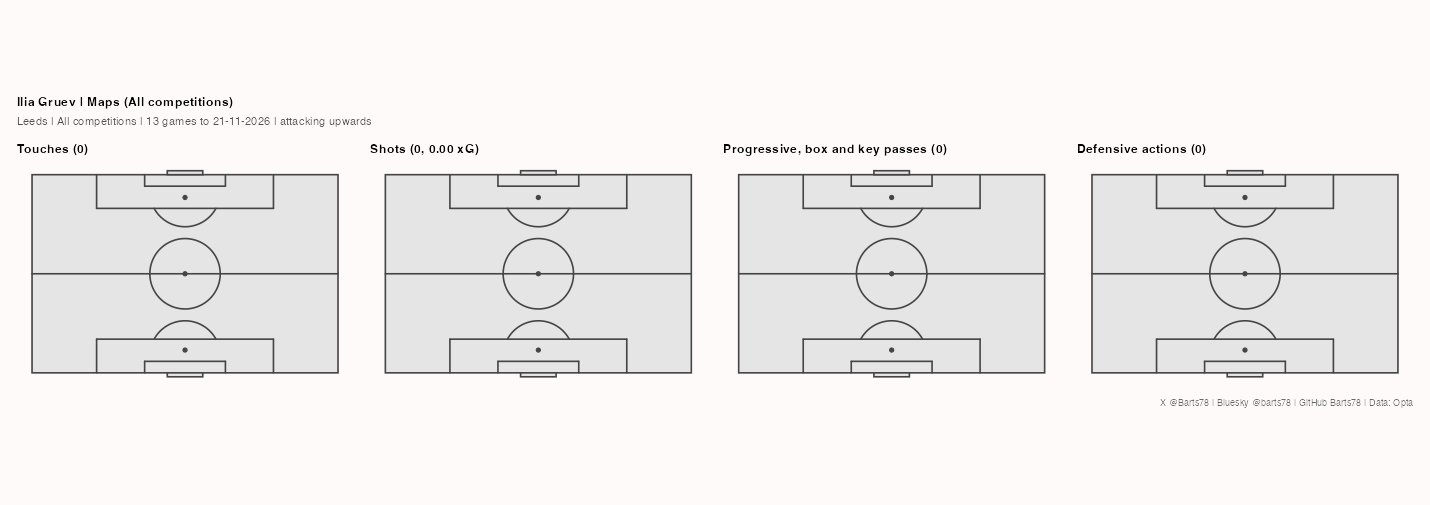 Ilia Gruev | Maps (All competitions)
Leeds | All competitions | 13 games to 21-11-2026 | attacking upwards
Touches (0)
Shots (0, 0.00 xG)
Progressive, box and key passes (0)
Defensive actions (0)
X @Barts78 | Bluesky @barts78 | GitHub Barts78 | Data: Opta